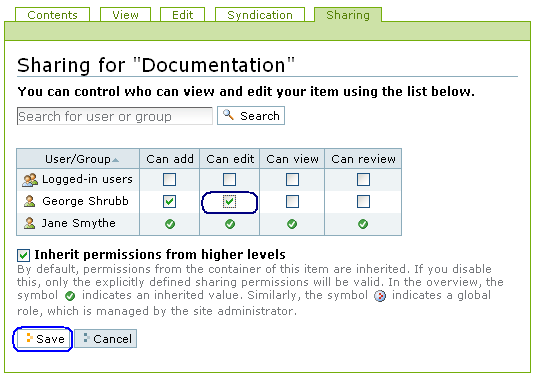 Contents View Edit Syndication Sharing
Sharing for "Documentation"
You can control who can view and edit your item using the list below.
Search for user or group Search
User/Group Can add Can edit Can view Can review
Logged-in users
George Shrubb
Jane Smythe
Inherit permissions from higher levels
By default, permissions from the container of this item are inherited. If you disable
this, only the explicitly defined sharing permissions will be valid. In the overview, the
symbol indicates an inherited value. Similarly, the symbol indicates a global
role, which is managed by the site administrator.
Save Cancel